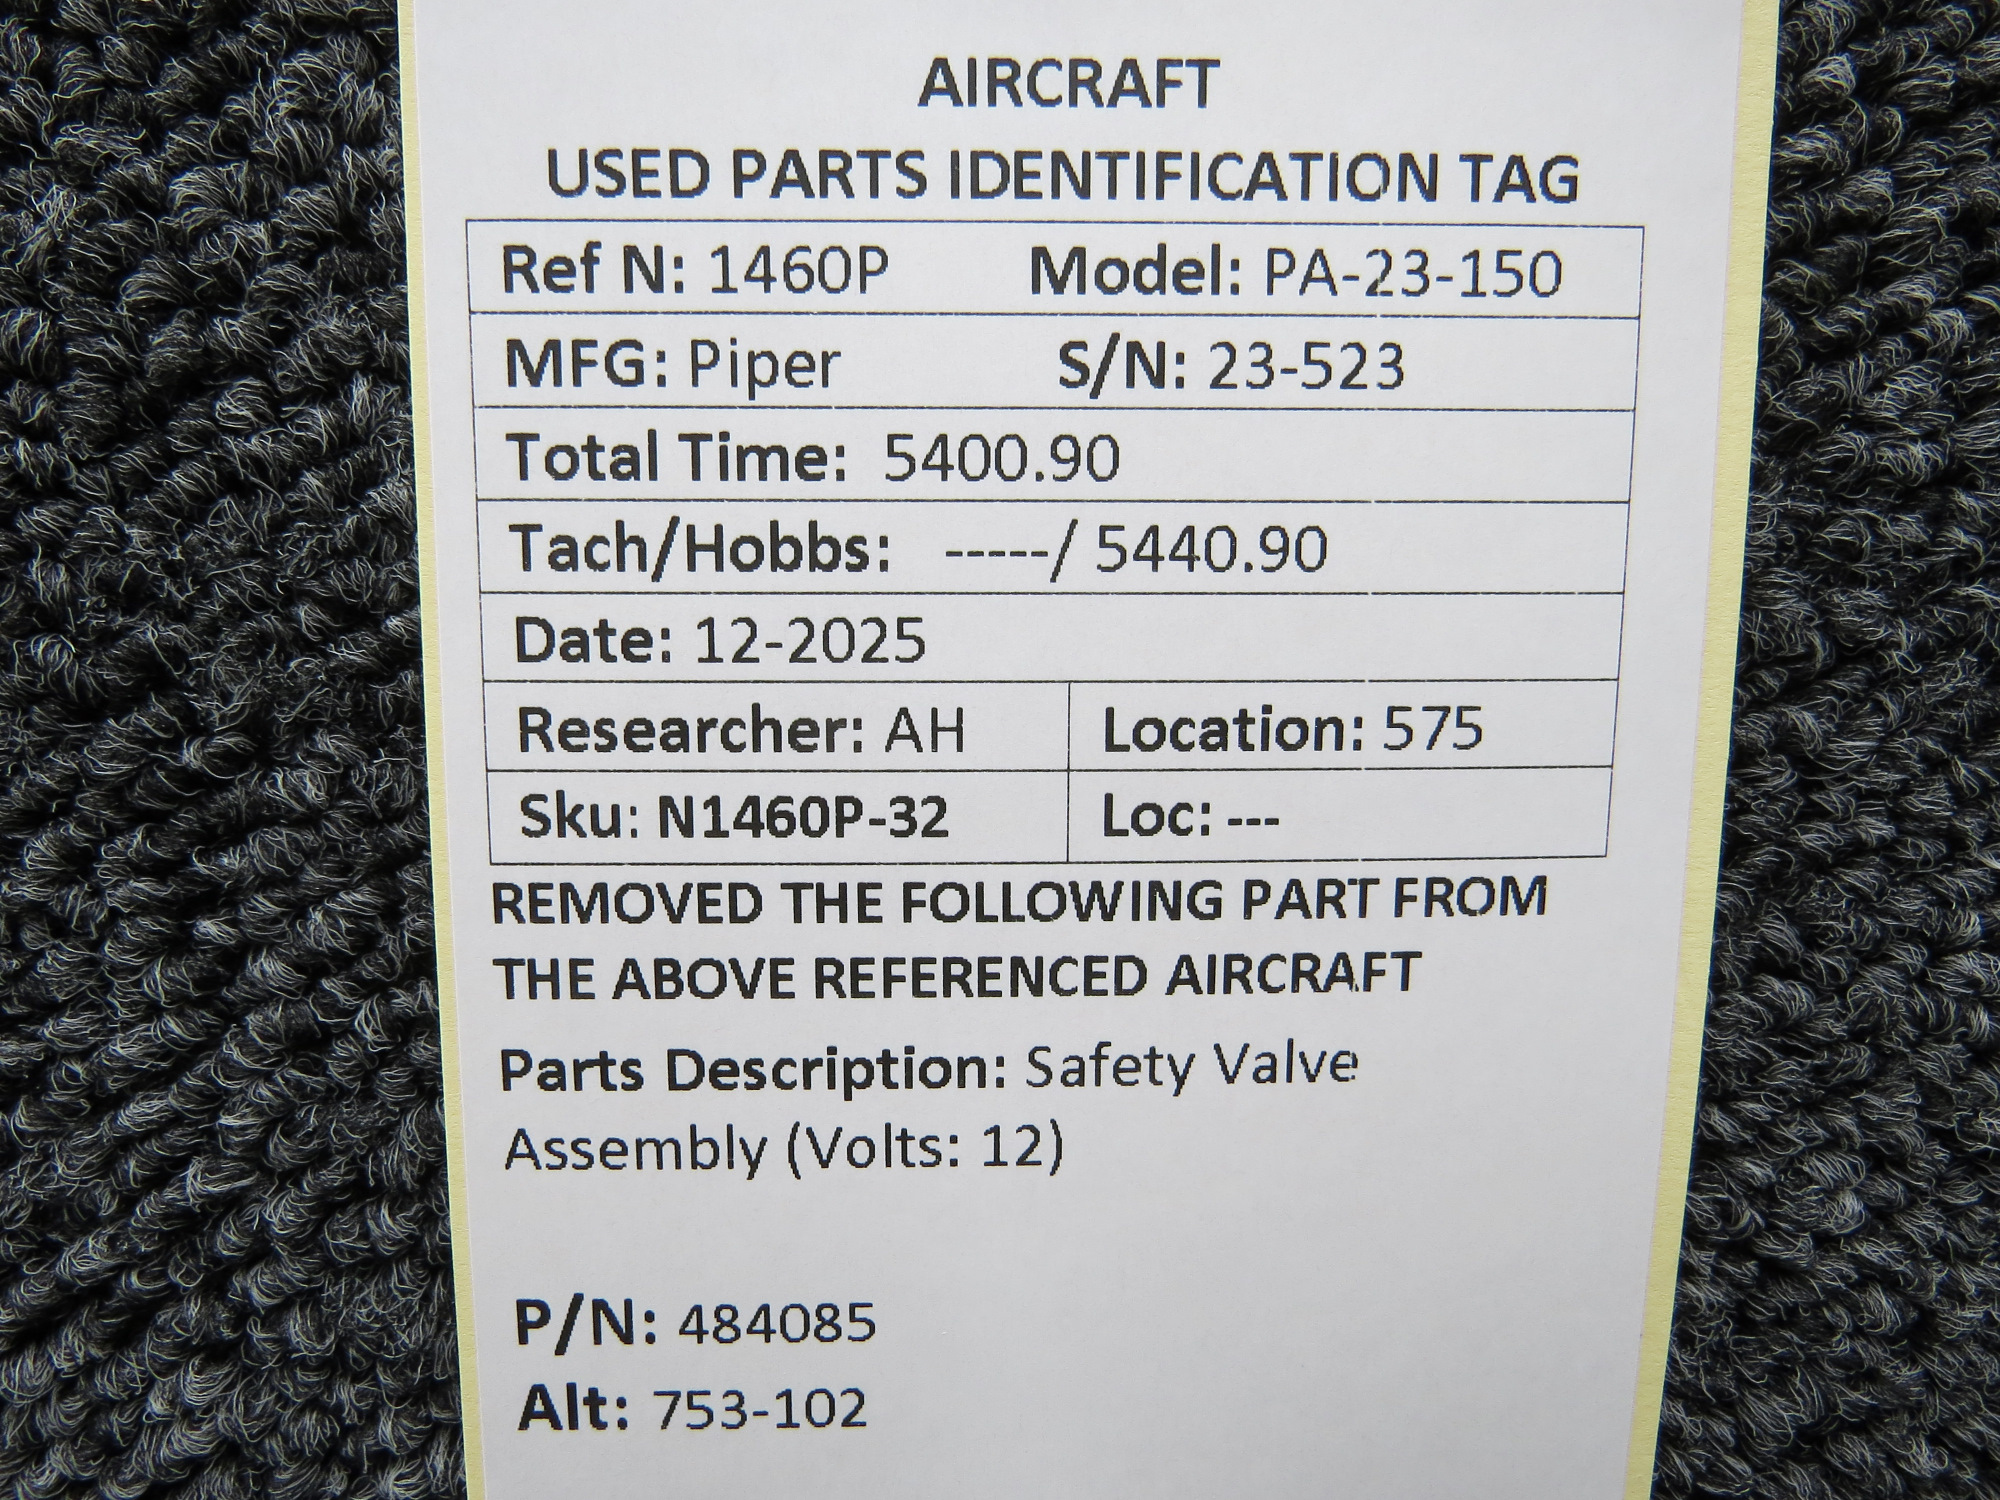 AIRCRAFT
USED PARTS IDENTIFICATION TAG
Ref N: 1460P Model: PA-23-150
MFG: Piper S/N: 23-523
Total Time: 5400.90
Tach/Hobbs: -----/ 5440.90
Date: 12-2025
Researcher: AH Location: 575
Sku: N1460P-32 Loc: ---
REMOVED THE FOLLOWING PART FROM
THE ABOVE REFERENCED AIRCRAFT
Parts Description: Safety Valve
Assembly (Volts: 12)
P/N: 484085
Alt: 753-102